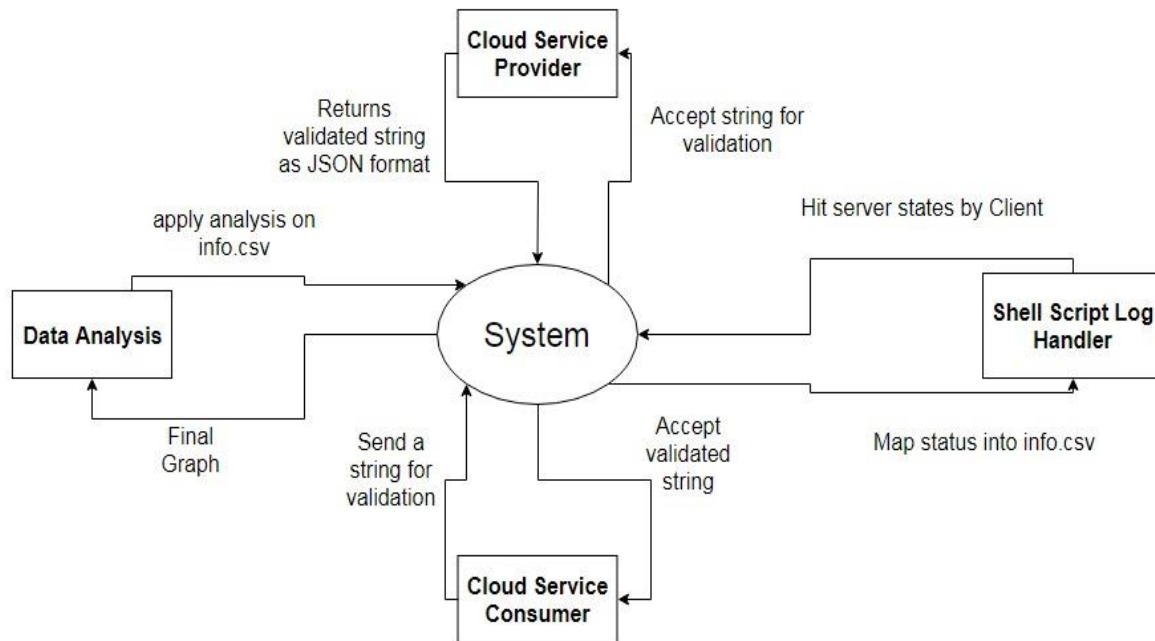 Cloud Service
Provider
Returns
validated string
as JSON format
Accept string for
validation
apply analysis on
info.csv
Hit server states by Client
Data Analysis
System
Shell Script Log
Handler
Final
Graph
Send a
string for
validation
Accept
validated
string
Map status into info.csv
Cloud Service
Consumer